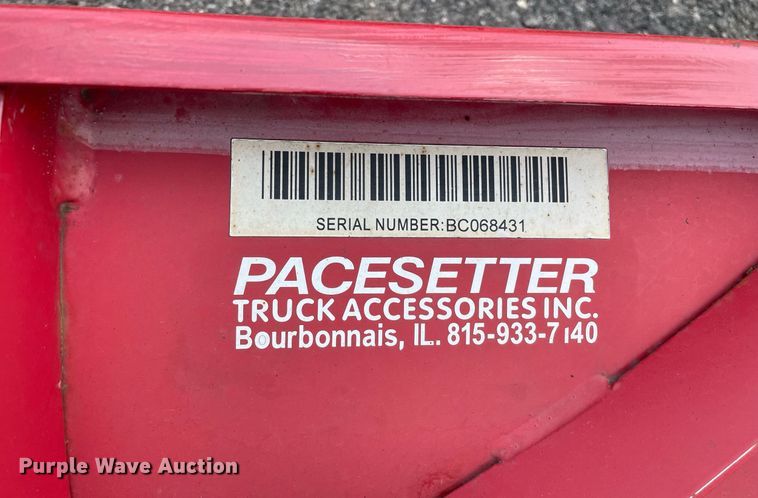 SERIAL NUMBER:BC068431
PACESETTER
TRUCK ACCESSORIES INC.
Bourbonnais, IL. 815-933-7140
Purple Wave Auction